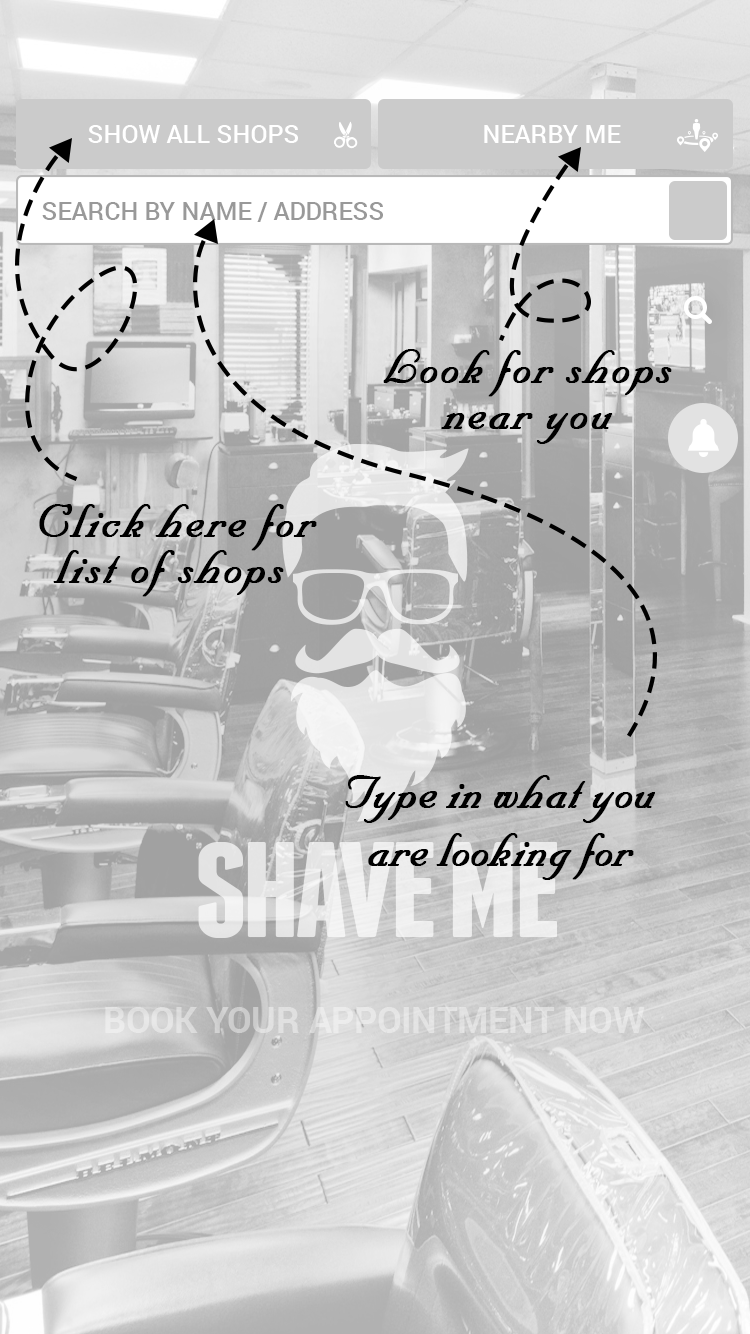 SHOW ALL SHOPS
NEARBY ME
SEARCH BY NAME / ADDRESS
Look for shops
near you
Click here for
list of shops
Type in what you
are looking for
SHAVE ME
BOOK YOUR APPOINTMENT NOW
BELMONT